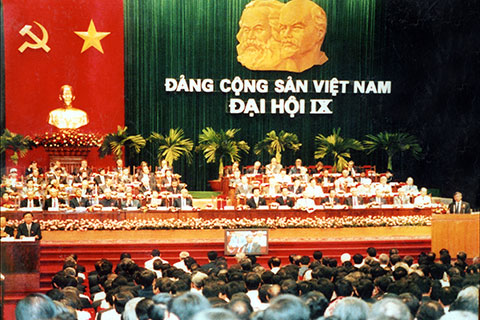 ĐẢNG CỘNG SẢN VIỆT NAM
ĐẠI HỘI IX